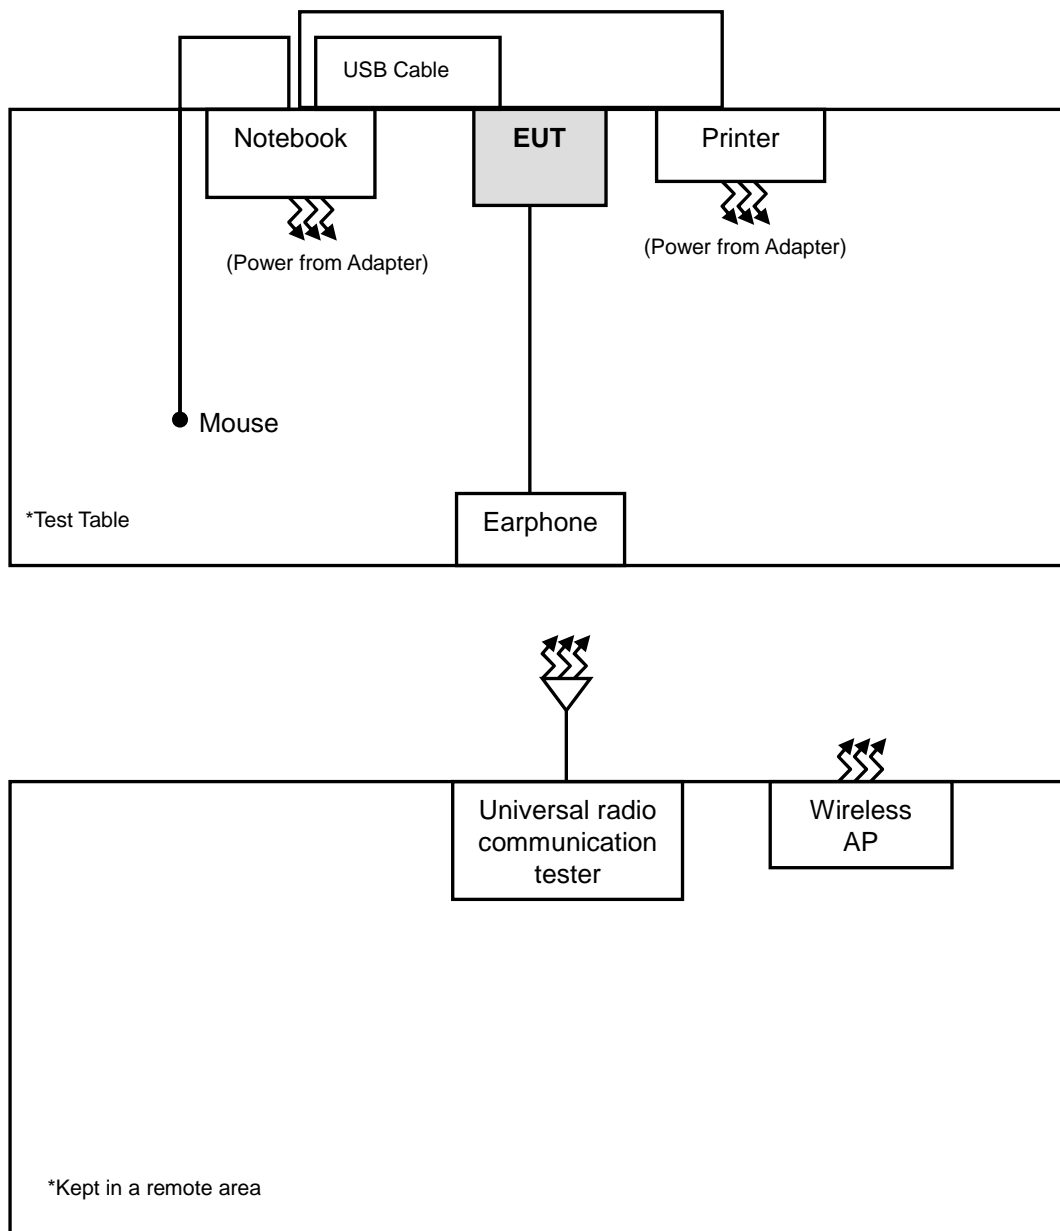 USB Cable
Notebook
EUT
Printer
(Power from Adapter)
(Power from Adapter)
Mouse
*Test Table
Earphone
Universal radio
communication
tester
Wireless
AP
*Kept in a remote area